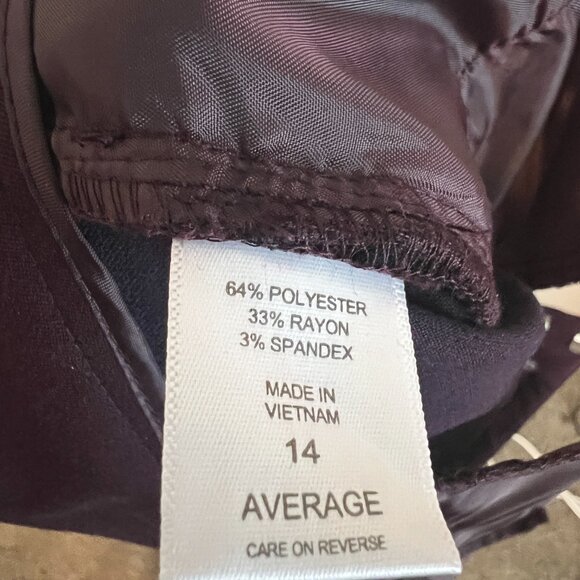 64% POLYESTER
33% RAYON
3% SPANDEX
MADE IN
VIETNAM
14
AVERAGE
CARE ON REVERSE